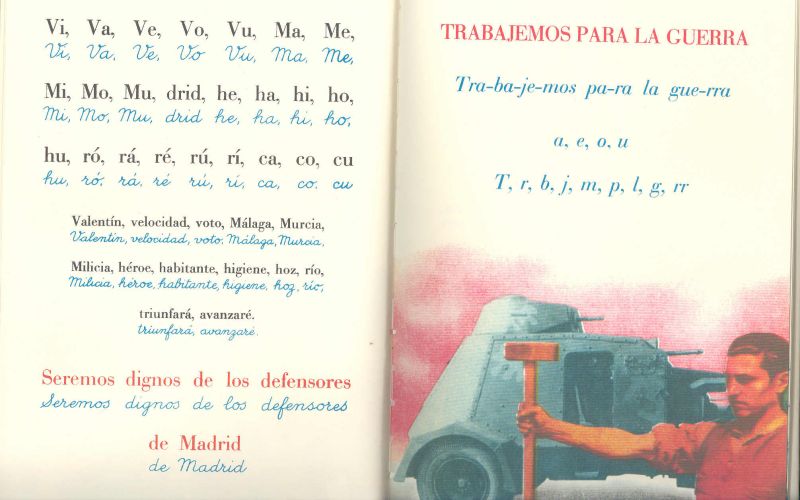 Vi, Va, Ve, Vo, Vu, Ma, Me,
Vi, Va, Ve, Vo Vu, Ma, Me,
Mi, Mo, Mu, drid, he, ha, hi, ho,
Mi, Mo, Mu, drid he, ha, hi, ho,
hu, ró, rá, ré, rú, rí, ca, co, cu
hu, ró, rá, ré rú, rí, ca, co. cu
Valentín, velocidad, voto, Málaga, Murcia,
Valentín, velocidad, voto. Málaga, Murcia,
Milicia, héroe, habitante, higiene, hoz, río,
Milicia, héroe, habitante, higiene, hoz, río,
triunfará, avanzaré.
triunfará, avanzaré.
Seremos dignos de los defensores
Seremos dignos de los defensores
de Madrid
de Madrid
TRABAJEMOS PARA LA GUERRA
Tra-ba-je-mos pa-ra la gue-rra
a, e, o, u
T, r, b, j, m, p, l, g, rr